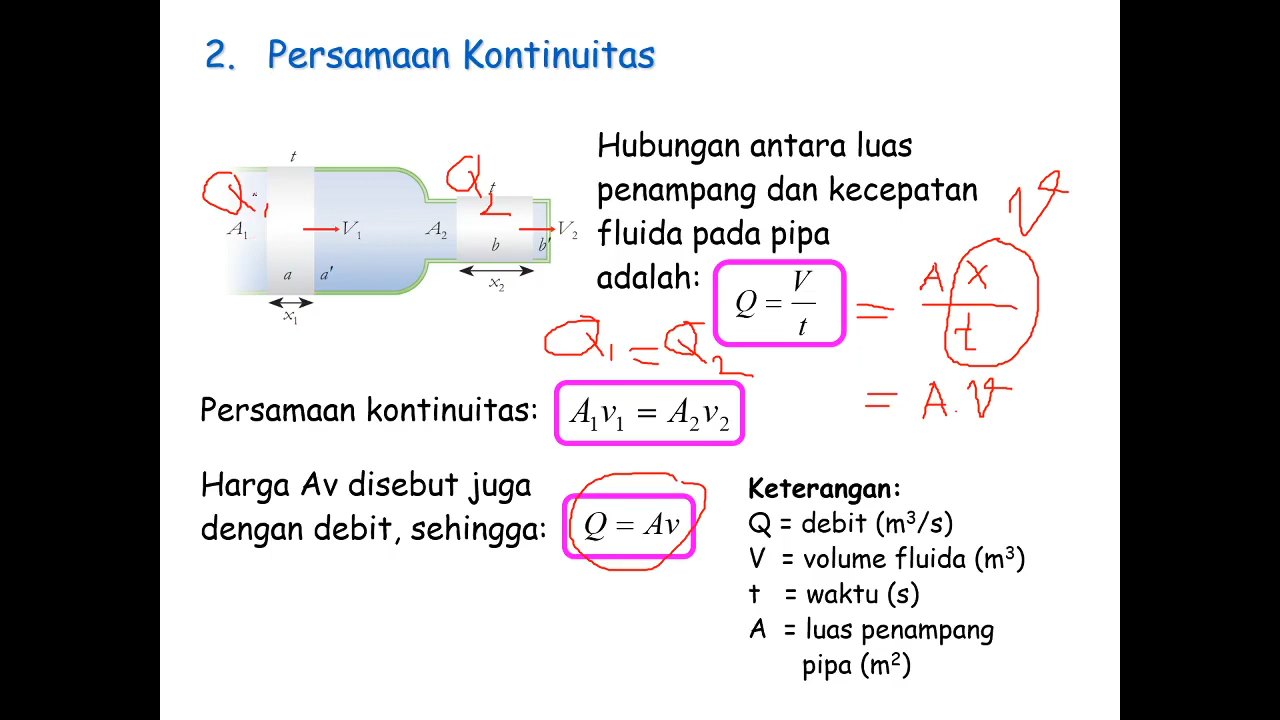 2. Persamaan Kontinuitas
t
Q₁
A₁
V₁
a
a'
x₁
Q₂
t
A₂
V₂
b
b'
x₂
Hubungan antara luas
penampang dan kecepatan
fluida pada pipa
adalah:
Q = V/t
= A x/t
v
= A.v
Q₁ = Q₂
Persamaan kontinuitas: A₁v₁ = A₂v₂
Harga Av disebut juga
dengan debit, sehingga: Q = Av
Keterangan:
Q = debit (m³/s)
V = volume fluida (m³)
t = waktu (s)
A = luas penampang
pipa (m²)